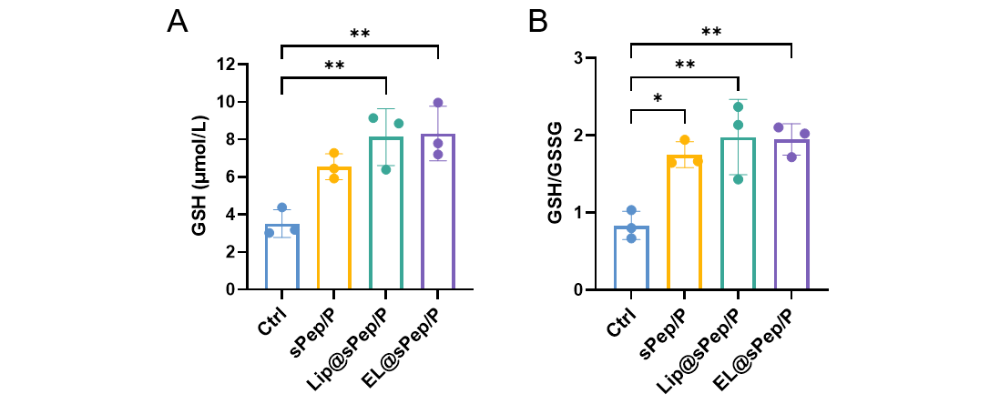 A
**
**
12
10
8
6
4
2
0
GSH (µmol/L)
Ctrl
sPep/P
Lip@sPep/P
EL@sPep/P
B
**
**
*
3
2
1
0
GSH/GSSG
Ctrl
sPep/P
Lip@sPep/P
EL@sPep/P